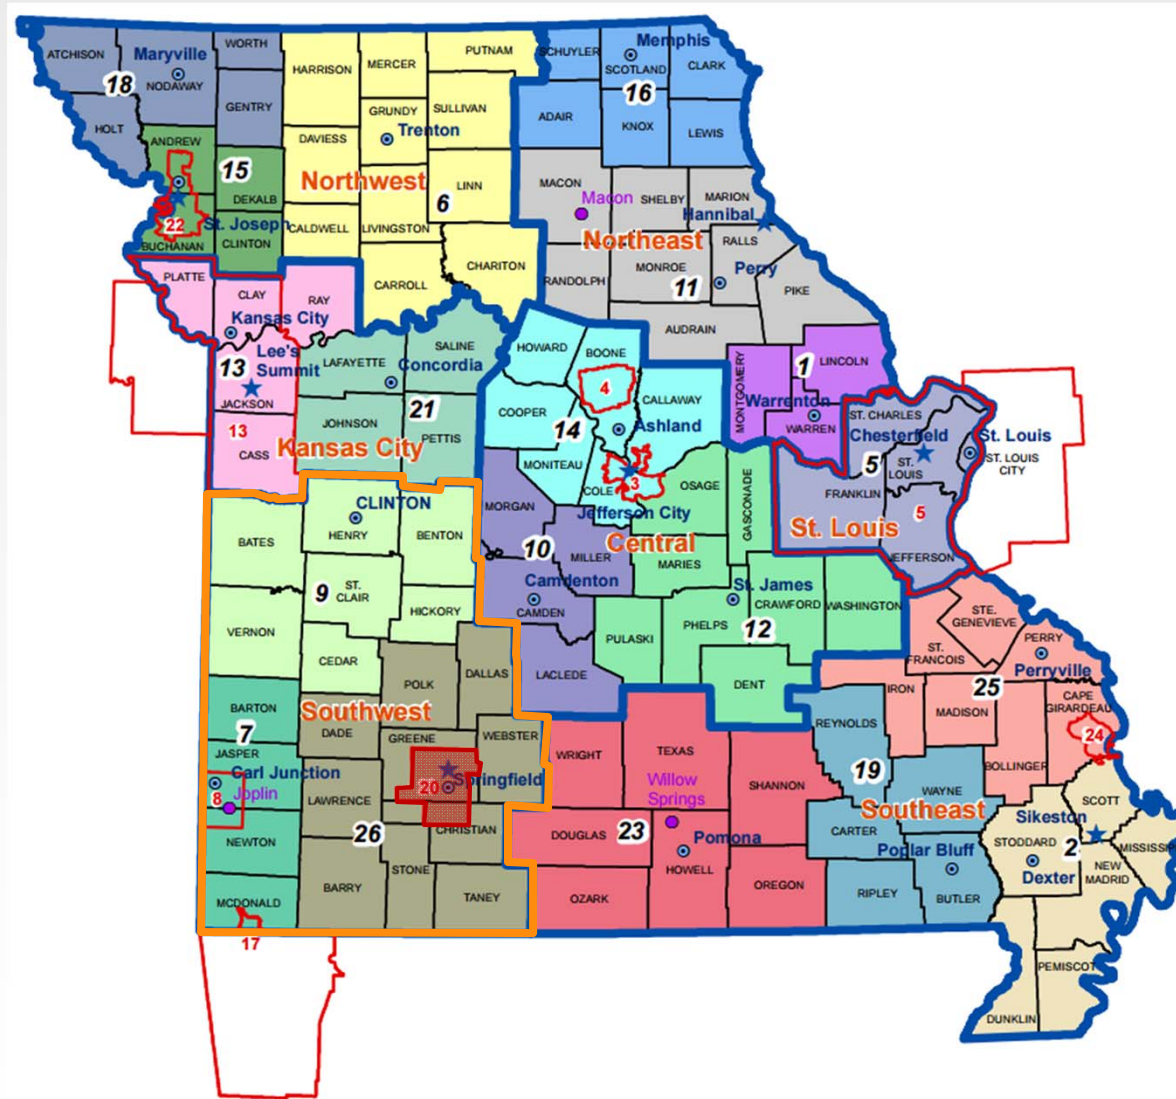 ATCHISON
Maryville
NODAWAY
WORTH
18
GENTRY
HOLT
ANDREW
15
DEKALB
22
St. Joseph
BUCHANAN
CLINTON
HARRISON
MERCER
PUTNAM
GRUNDY
SULLIVAN
Trenton
DAVIESS
Northwest
LINN
6
CALDWELL
LIVINGSTON
CHARITON
CARROLL
SCHUYLER
Memphis
SCOTLAND
CLARK
16
ADAIR
KNOX
LEWIS
MACON
Macon
SHELBY
MARION
Hannibal
Northeast
RALLS
MONROE
Perry
RANDOLPH
11
PIKE
AUDRAIN
PLATTE
CLAY
RAY
Kansas City
13
Lee's
Summit
JACKSON
13
CASS
LAFAYETTE
SALINE
Concordia
21
JOHNSON
PETTIS
Kansas City
HOWARD
BOONE
4
CALLAWAY
COOPER
14
Ashland
MONITEAU
COLE
3
Jefferson City
MONTGOMERY
1
LINCOLN
Warrenton
WARREN
ST. CHARLES
Chesterfield
St. Louis
5
ST.
LOUIS
ST. LOUIS
CITY
FRANKLIN
5
St. Louis
JEFFERSON
OSAGE
GASCONADE
Central
MARIES
St. James
PHELPS
CRAWFORD
WASHINGTON
12
PULASKI
DENT
MORGAN
10
MILLER
Camdenton
CAMDEN
LACLEDE
CLINTON
HENRY
BENTON
BATES
9
ST.
CLAIR
HICKORY
VERNON
CEDAR
POLK
DALLAS
BARTON
Southwest
7
DADE
GREENE
WEBSTER
JASPER
Carl Junction
8
Joplin
20
Springfield
LAWRENCE
CHRISTIAN
NEWTON
26
STONE
BARRY
TANEY
MCDONALD
17
WRIGHT
TEXAS
Willow
Springs
SHANNON
DOUGLAS
23
Pomona
HOWELL
OREGON
OZARK
STE.
GENEVIEVE
PERRY
ST.
FRANCOIS
Perryville
IRON
25
CAPE
GIRARDEAU
MADISON
24
BOLLINGER
REYNOLDS
19
WAYNE
Southeast
CARTER
Poplar Bluff
RIPLEY
BUTLER
SCOTT
Sikeston
STODDARD
2
MISSISSIP
Dexter
NEW
MADRID
PEMISCOT
DUNKLIN